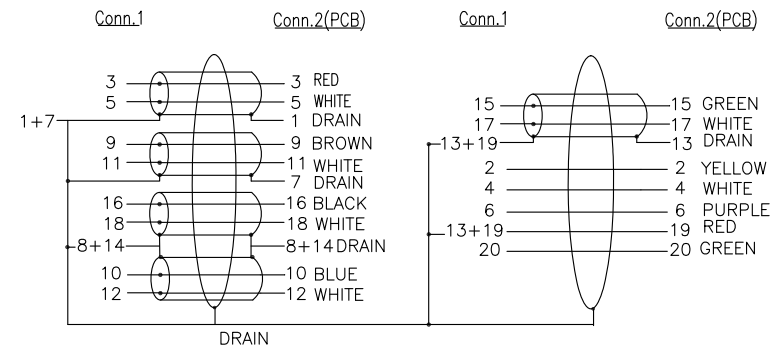 Conn.1 Conn.2(PCB) Conn.1 Conn.2(PCB)
3 3 RED
5 5 WHITE
1+7 1 DRAIN
9 9 BROWN
11 11 WHITE
7 DRAIN
16 16 BLACK
18 18 WHITE
8+14 8+14 DRAIN
10 10 BLUE
12 12 WHITE
DRAIN
15 15 GREEN
17 17 WHITE
13+19 13 DRAIN
2 2 YELLOW
4 4 WHITE
6 6 PURPLE
13+19 19 RED
20 20 GREEN